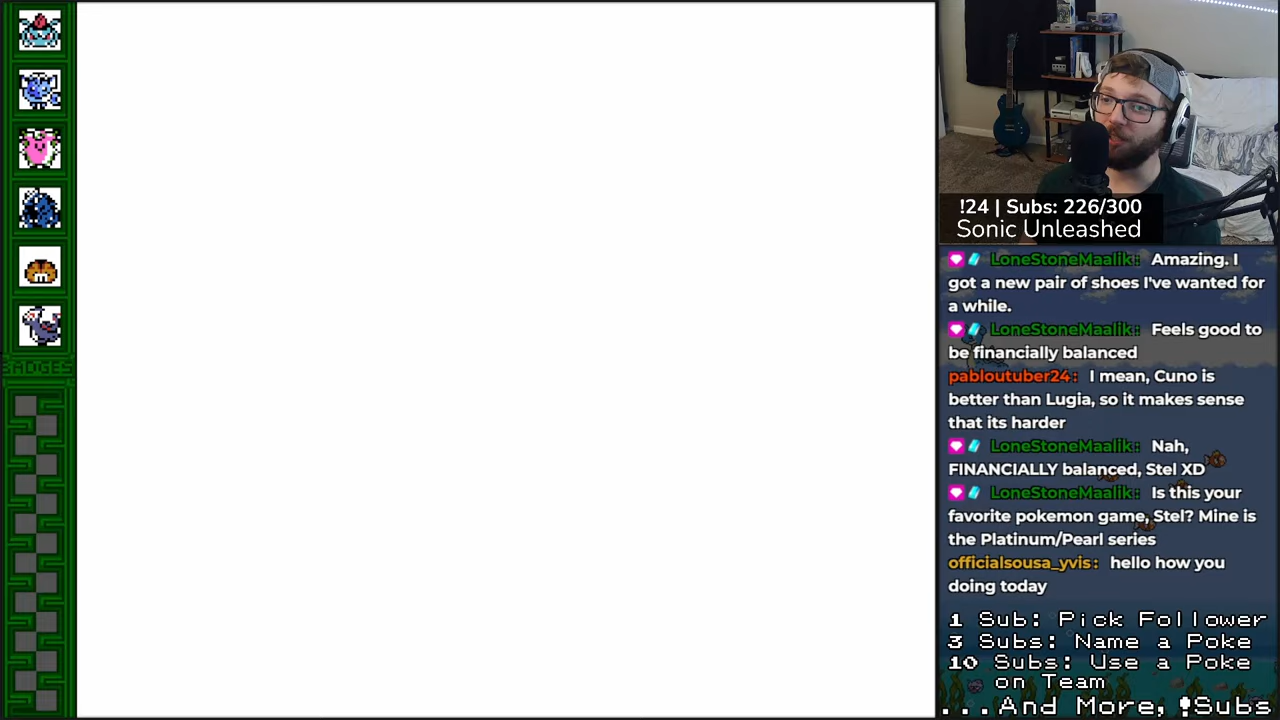 BADGES
!24 | Subs: 226/300
Sonic Unleashed
LoneStoneMaalik: Amazing. I
got a new pair of shoes I've wanted for
a while.
LoneStoneMaalik: Feels good to
be financially balanced
pabloutuber24: I mean, Cuno is
better than Lugia, so it makes sense
that its harder
LoneStoneMaalik: Nah,
FINANCIALLY balanced, Stel XD
LoneStoneMaalik: Is this your
favorite pokemon game, Stel? Mine is
the Platinum/Pearl series
officialsousa_yvis: hello how you
doing today
1 Sub: Pick Follower
3 Subs: Name a Poke
10 Subs: Use a Poke
on Team
...And More, !Subs